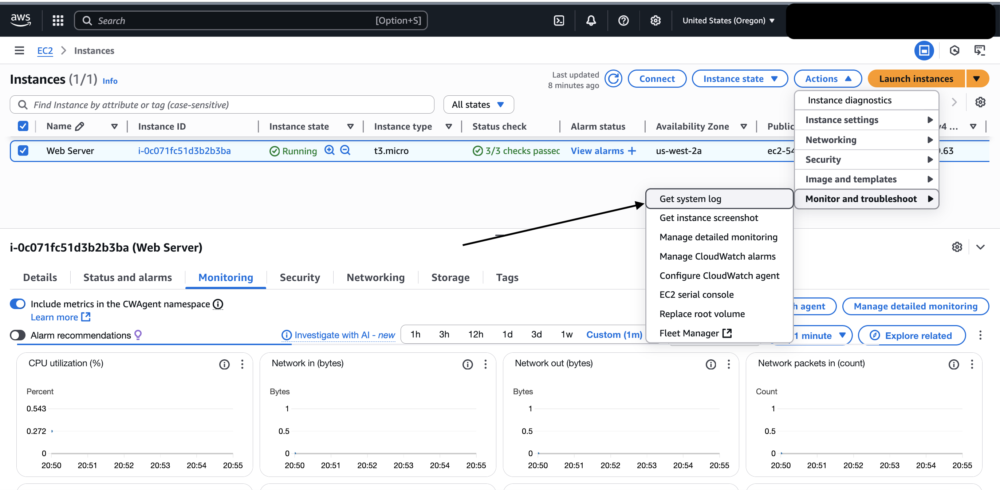 aws
Search [Option+S]
United States (Oregon)
EC2 Instances
Instances (1/1) Info
Last updated
8 minutes ago
Connect
Instance state
Actions
Launch instances
Find Instance by attribute or tag (case-sensitive)
All states
Name
Instance ID
Instance state
Instance type
Status check
Alarm status
Availability Zone
Public
v4 ...
Web Server
i-0c071fc51d3b2b3ba
Running
t3.micro
3/3 checks passed
View alarms +
us-west-2a
ec2-54
.63
Instance diagnostics
Instance settings
Networking
Security
Image and templates
Monitor and troubleshoot
Get system log
Get instance screenshot
Manage detailed monitoring
Manage CloudWatch alarms
Configure CloudWatch agent
EC2 serial console
Replace root volume
Fleet Manager
i-0c071fc51d3b2b3ba (Web Server)
Details
Status and alarms
Monitoring
Security
Networking
Storage
Tags
Include metrics in the CWAgent namespace
Learn more
h agent
Manage detailed monitoring
Alarm recommendations
Investigate with AI - new
1h 3h 12h 1d 3d 1w Custom (1m)
1 minute
Explore related
CPU utilization (%)
Percent
0.543
0.272
0
20:50 20:51 20:52 20:53 20:54 20:55
Network in (bytes)
Bytes
1
0.5
0
20:50 20:51 20:52 20:53 20:54 20:55
Network out (bytes)
Bytes
1
0.5
0
20:50 20:51 20:52 20:53 20:54 20:55
Network packets in (count)
Count
1
0.5
0
20:50 20:51 20:52 20:53 20:54 20:55